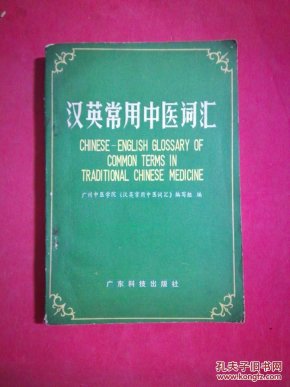 汉英常用中医词汇
CHINESE-ENGLISH GLOSSARY OF
COMMON TERMS IN
TRADITIONAL CHINESE MEDICINE
广州中医学院《汉英常用中医词汇》编写组 编
广东科技出版社
孔夫子旧书网